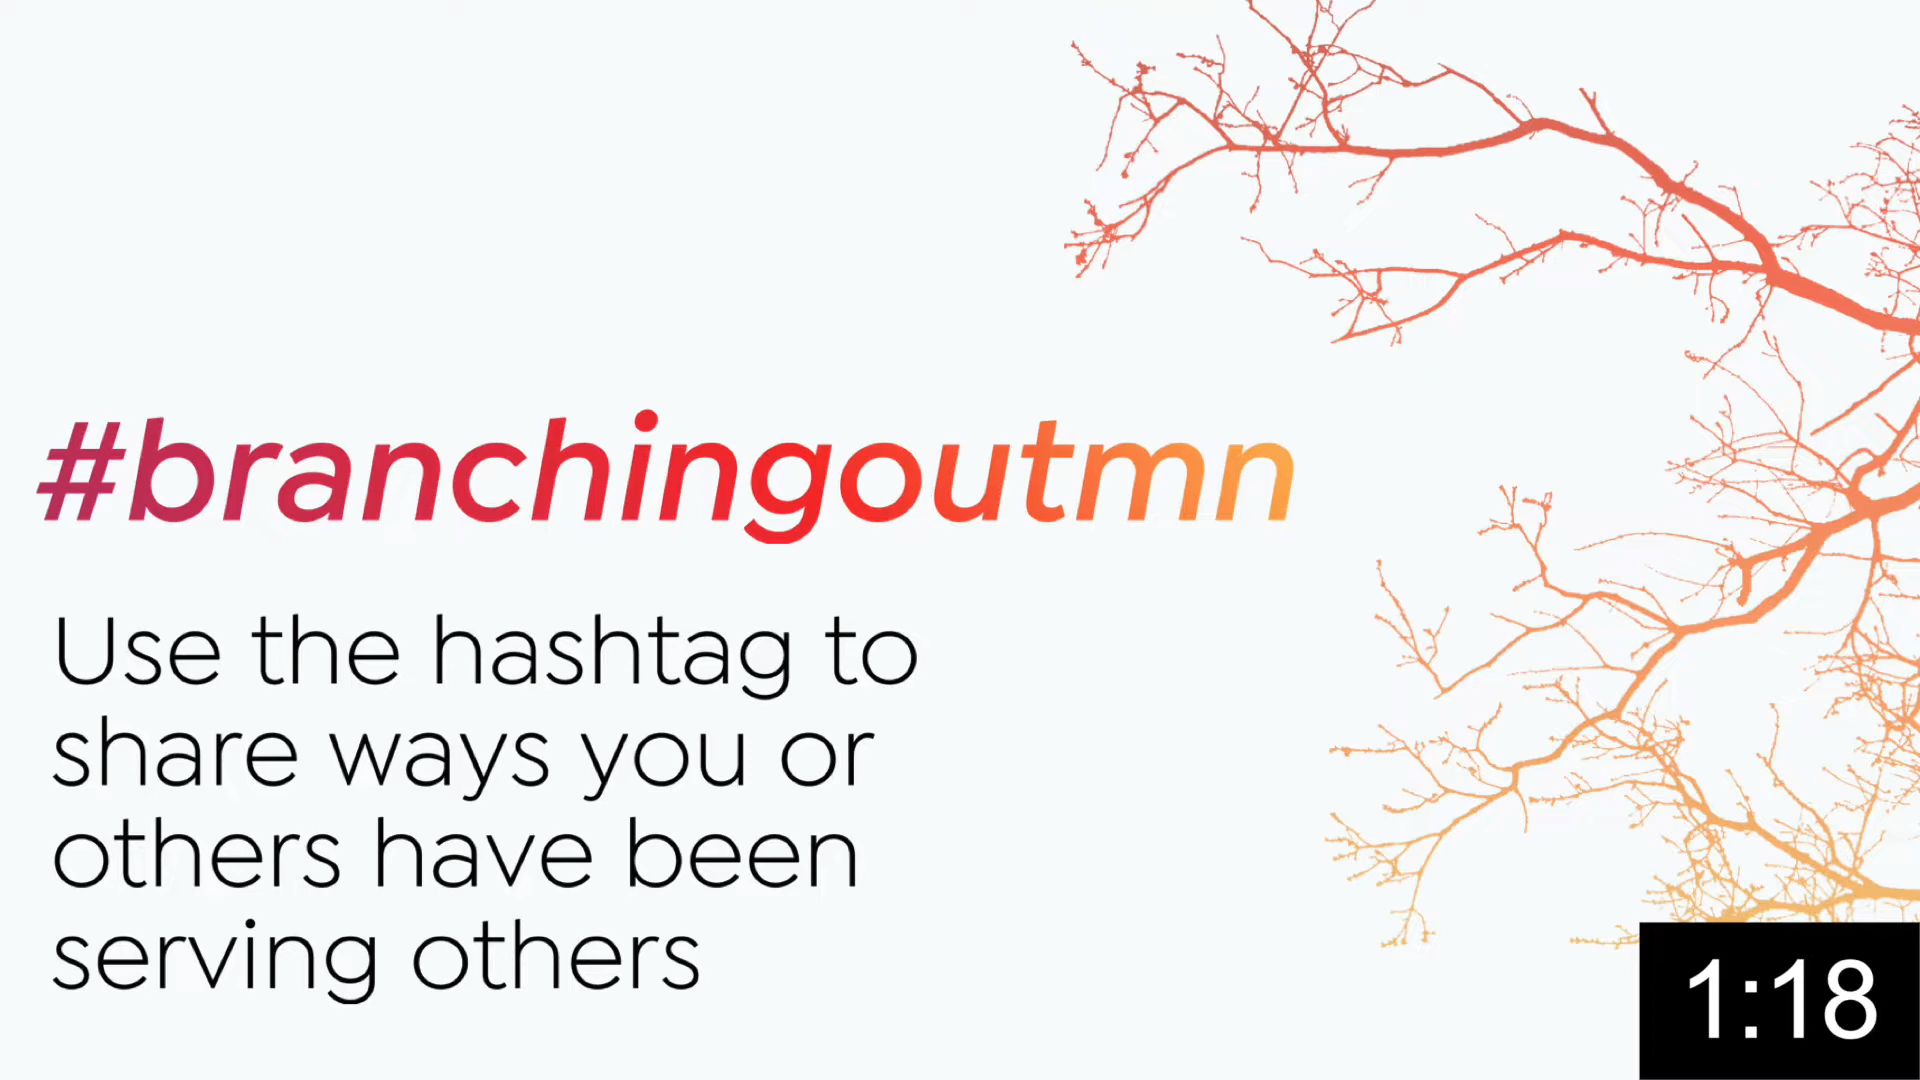 #branchingoutmn
Use the hashtag to
share ways you or
others have been
serving others
1:18